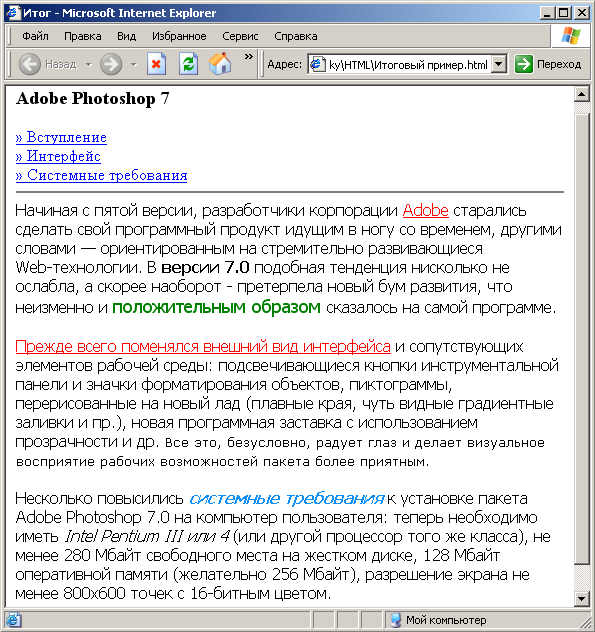 Итог - Microsoft Internet Explorer
Файл Правка Вид Избранное Сервис Справка
Назад » Адрес: ky\HTML\Итоговый пример.html Переход
Adobe Photoshop 7
» Вступление
» Интерфейс
» Системные требования
Начиная с пятой версии, разработчики корпорации Adobe старались
сделать свой программный продукт идущим в ногу со временем, другими
словами — ориентированным на стремительно развивающиеся
Web-технологии. В версии 7.0 подобная тенденция нисколько не
ослабла, а скорее наоборот - претерпела новый бум развития, что
неизменно и положительным образом сказалось на самой программе.
Прежде всего поменялся внешний вид интерфейса и сопутствующих
элементов рабочей среды: подсвечивающиеся кнопки инструментальной
панели и значки форматирования объектов, пиктограммы,
перерисованные на новый лад (плавные края, чуть видные градиентные
заливки и пр.), новая программная заставка с использованием
прозрачности и др. Все это, безусловно, радует глаз и делает визуальное
восприятие рабочих возможностей пакета более приятным.
Несколько повысились системные требования к установке пакета
Adobe Photoshop 7.0 на компьютер пользователя: теперь необходимо
иметь Intel Pentium III или 4 (или другой процессор того же класса), не
менее 280 Мбайт свободного места на жестком диске, 128 Мбайт
оперативной памяти (желательно 256 Мбайт), разрешение экрана не
менее 800x600 точек с 16-битным цветом.
Мой компьютер